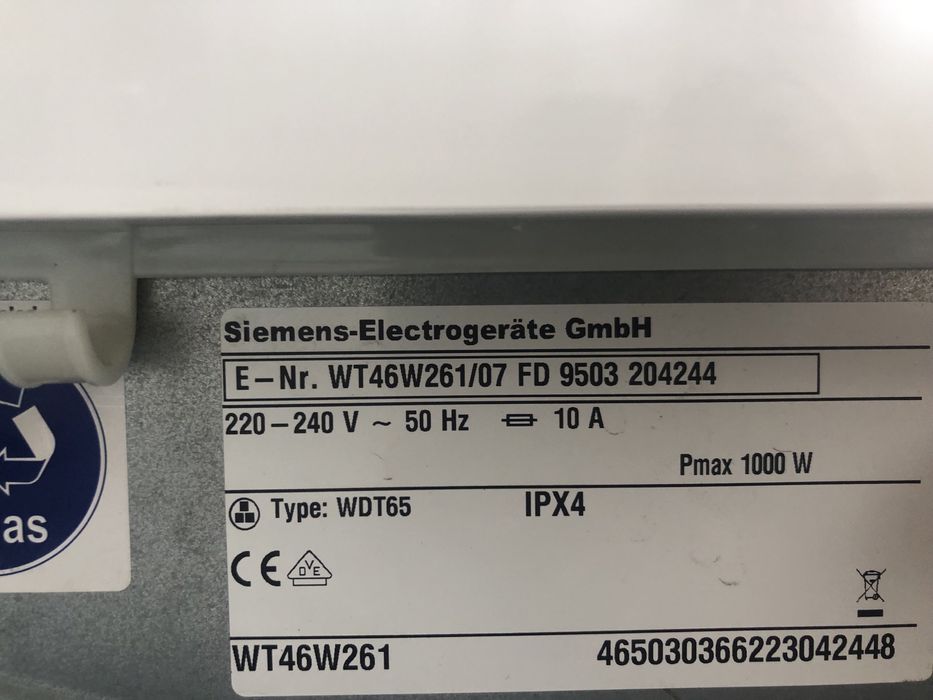 Siemens-Electrogeräte GmbH
E-Nr. WT46W261/07 FD 9503 204244
220-240 V ~ 50 Hz 10 A
Pmax 1000 W
Type: WDT65 IPX4
CE DVE
WT46W261 465030366223042448
as